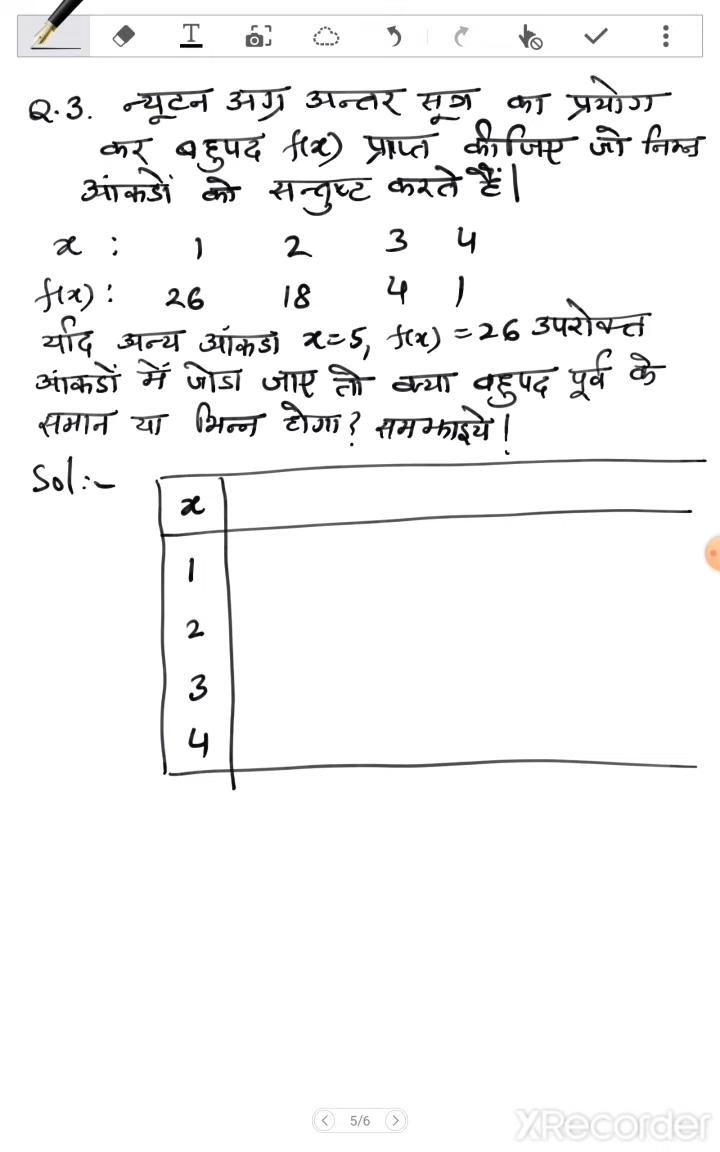 Q.3. न्यूटन अग्र अन्तर सूत्र का प्रयोग
कर बहुपद f(x) प्राप्त कीजिए जो निम्न
आंकडों को सन्तुष्ट करते हैं।
x : 1 2 3 4
f(x) : 26 18 4 1
यदि अन्य आंकडा x=5, f(x) = 26 उपरोक्त
आंकडों में जोडा जाए तो क्या बहुपद पूर्व के
समान या भिन्न होगा? समझाइये!
Sol:-
x
1
2
3
4
5/6
XRecorder